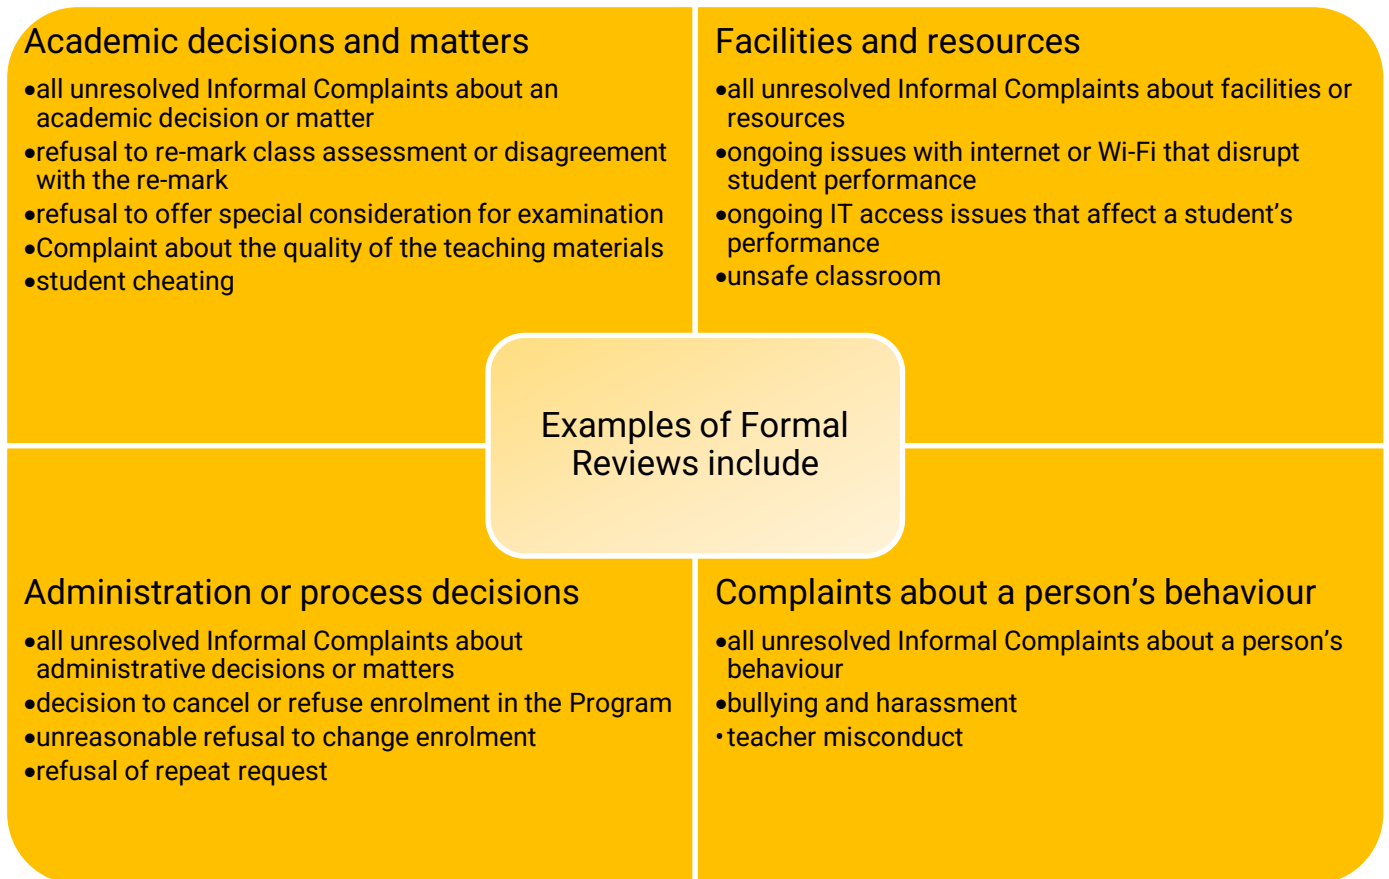 Academic decisions and matters
•all unresolved Informal Complaints about an
academic decision or matter
•refusal to re-mark class assessment or disagreement
with the re-mark
•refusal to offer special consideration for examination
•Complaint about the quality of the teaching materials
•student cheating
Facilities and resources
•all unresolved Informal Complaints about facilities or
resources
•ongoing issues with internet or Wi-Fi that disrupt
student performance
•ongoing IT access issues that affect a student’s
performance
•unsafe classroom
Examples of Formal
Reviews include
Administration or process decisions
•all unresolved Informal Complaints about
administrative decisions or matters
•decision to cancel or refuse enrolment in the Program
•unreasonable refusal to change enrolment
•refusal of repeat request
Complaints about a person’s behaviour
•all unresolved Informal Complaints about a person’s
behaviour
•bullying and harassment
•teacher misconduct